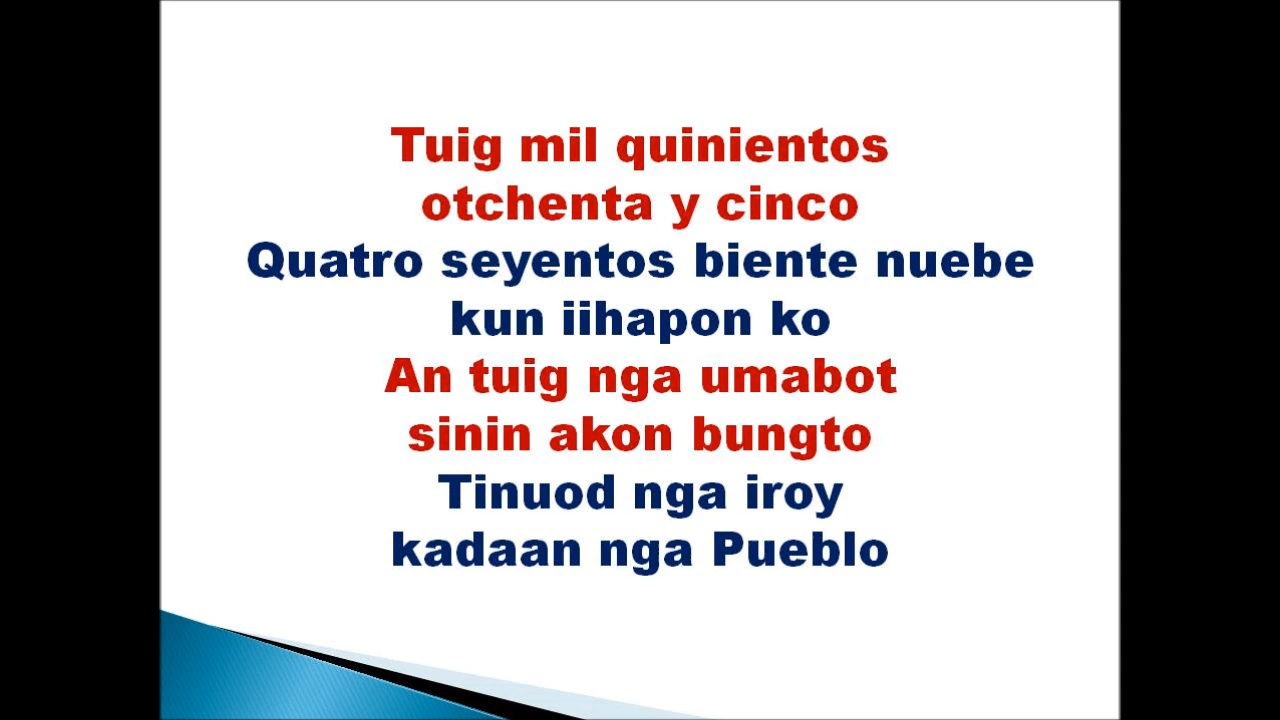 Tuig mil quinientos
otchenta y cinco
Quatro seyentos biente nuebe
kun iihapon ko
An tuig nga umabot
sinin akon bungto
Tinuod nga iroy
kadaan nga Pueblo